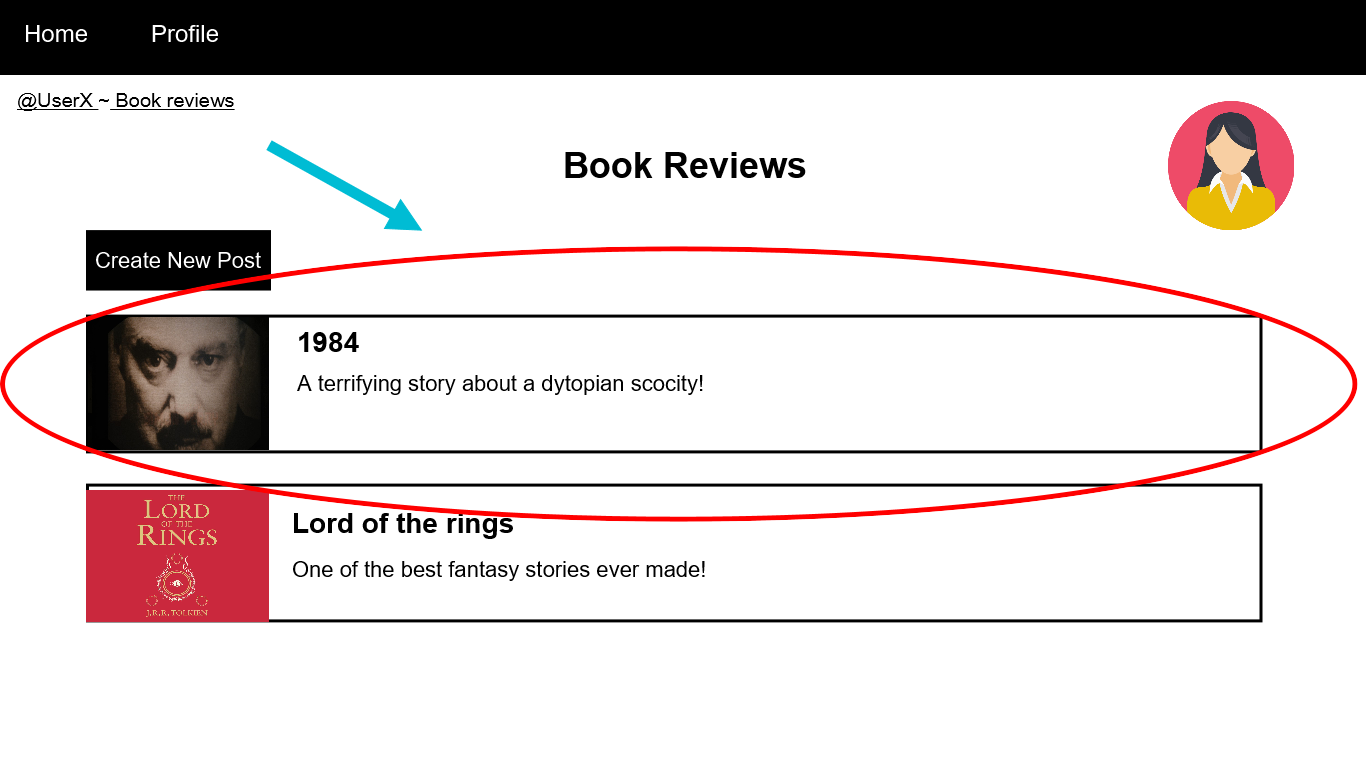 Home Profile
@UserX ~ Book reviews
Book Reviews
Create New Post
1984
A terrifying story about a dytopian scocity!
THE
LORD
OF THE
RINGS
J.R.R. TOLKIEN
Lord of the rings
One of the best fantasy stories ever made!